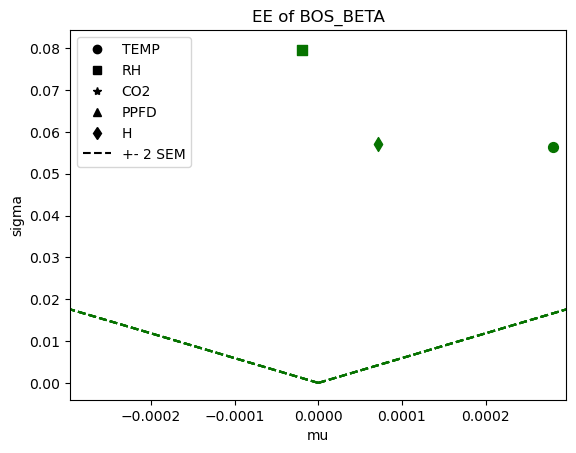 EE of BOS_BETA
TEMP
RH
CO2
PPFD
H
+- 2 SEM
sigma
0.08
0.07
0.06
0.05
0.04
0.03
0.02
0.01
0.00
−0.0002
−0.0001
0.0000
0.0001
0.0002
mu